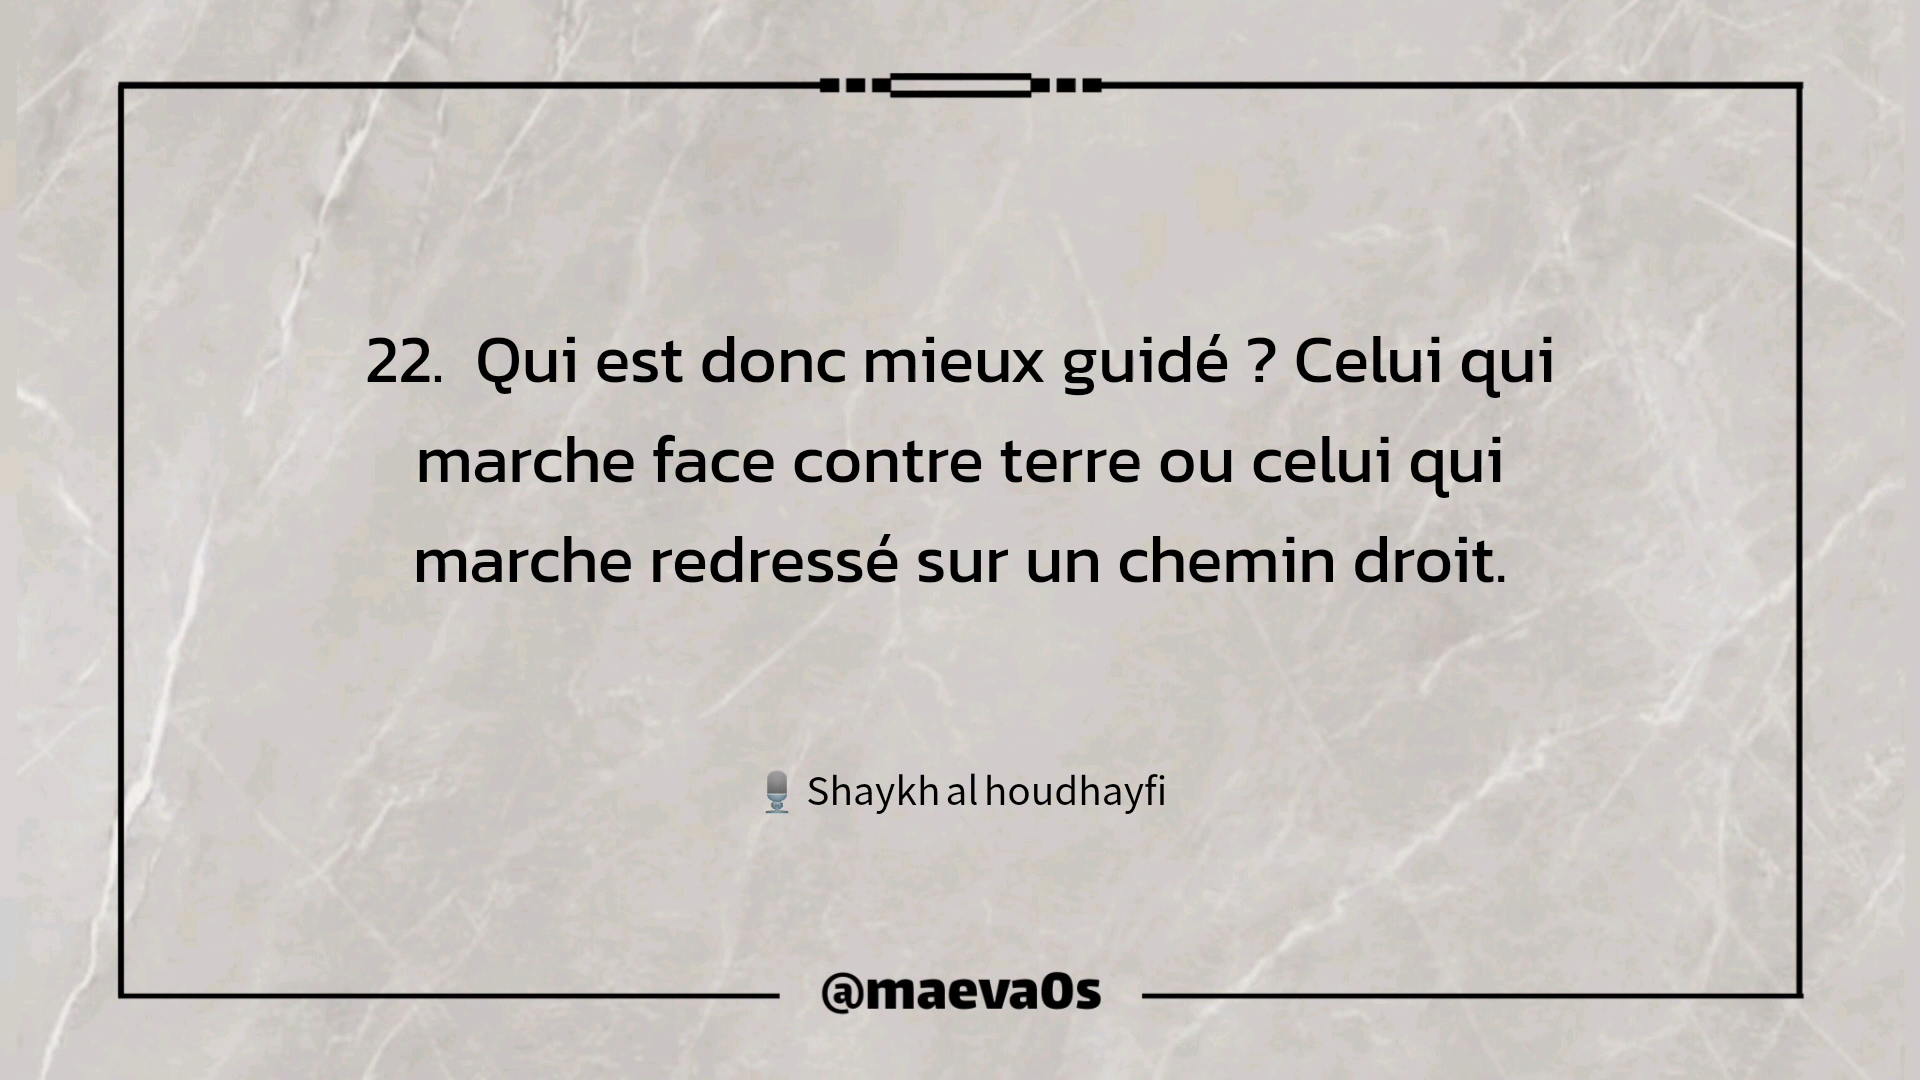 22. Qui est donc mieux guidé ? Celui qui
marche face contre terre ou celui qui
marche redressé sur un chemin droit.
🎙 Shaykh al houdhayfi
@maeva0s